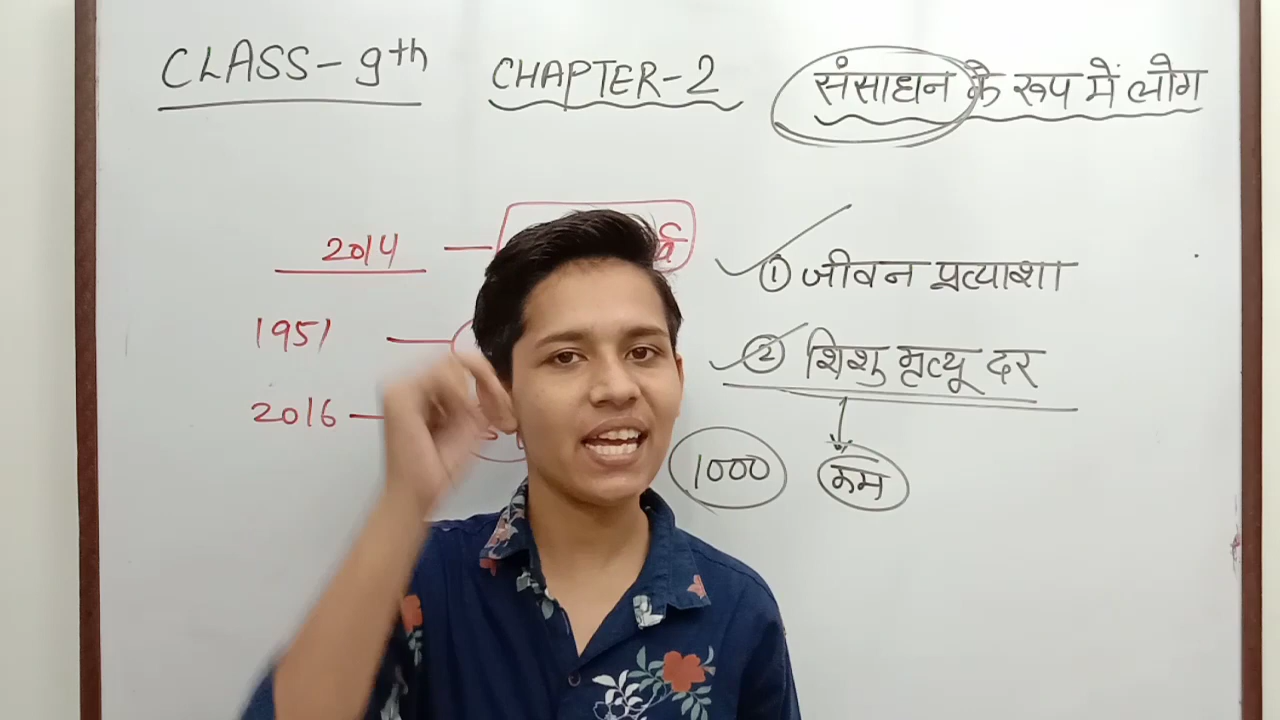 CLASS-9th CHAPTER-2 संसाधन के रूप में लोग
2014 —
1951 —
2016 —
① जीवन प्रत्याशा
② शिशु मृत्यू दर
1000 कम